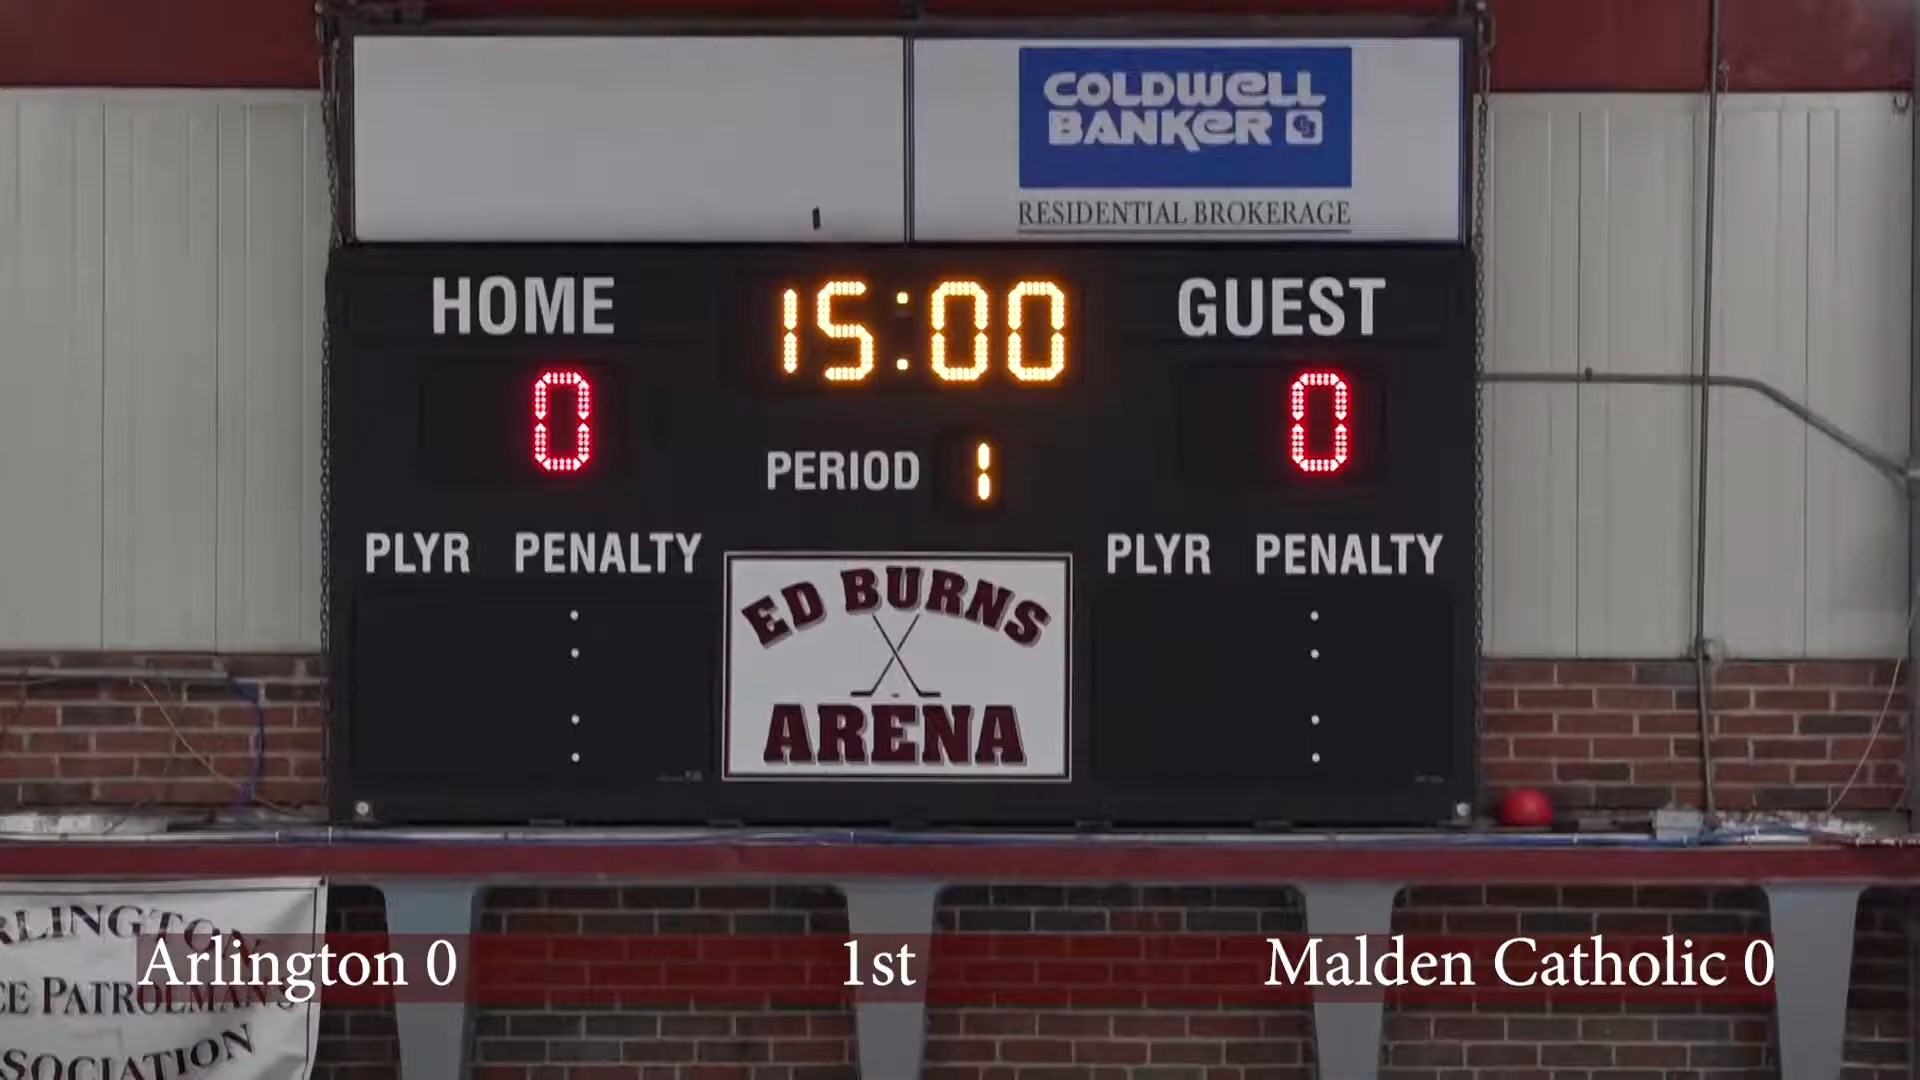 COLDWELL
BANKER
RESIDENTIAL BROKERAGE
HOME 15:00 GUEST
0 0
PERIOD 1
PLYR PENALTY PLYR PENALTY
ED BURNS
ARENA
Arlington 0 1st Malden Catholic 0
PATROLMAN'S